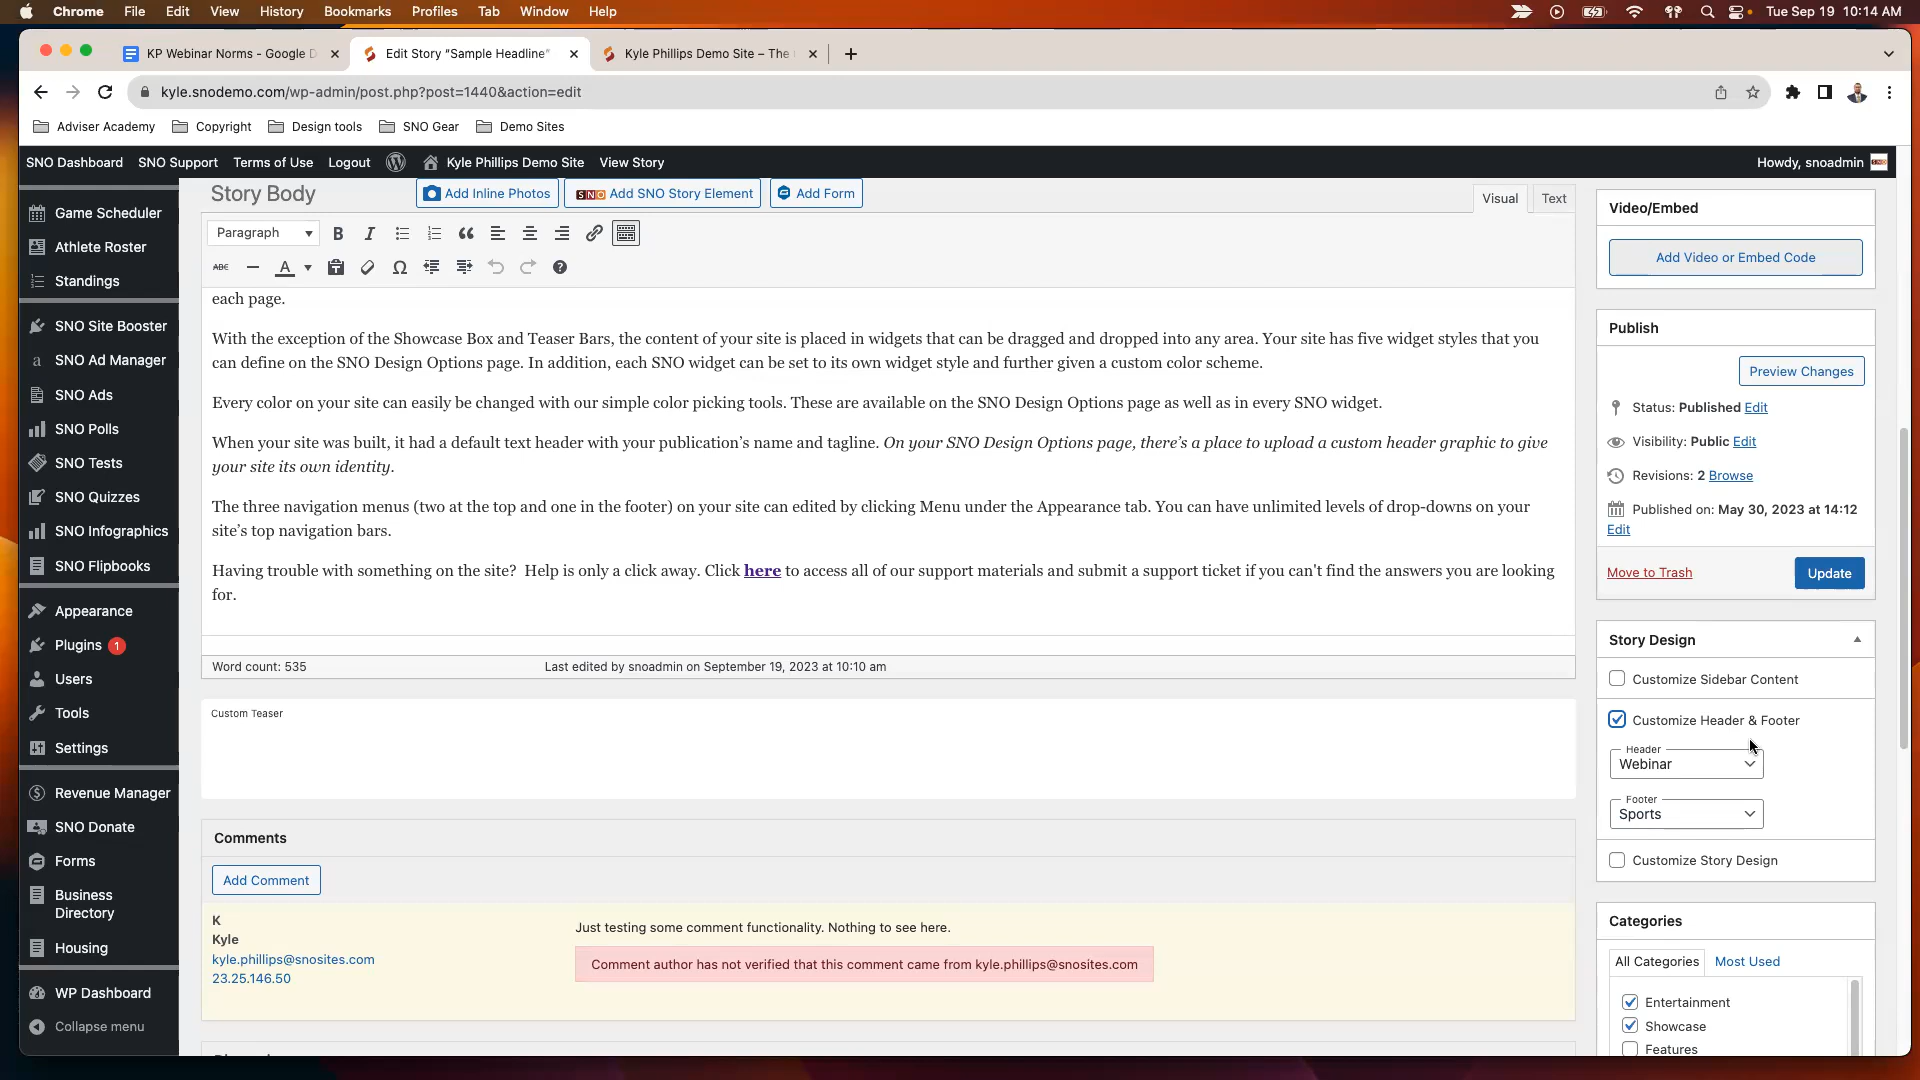 Chrome File Edit View History Bookmarks Profiles Tab Window Help Tue Sep 19 10:14 AM
KP Webinar Norms - Google D
Edit Story “Sample Headline”
Kyle Phillips Demo Site – The
kyle.snodemo.com/wp-admin/post.php?post=1440&action=edit
Adviser Academy Copyright Design tools SNO Gear Demo Sites
SNO Dashboard SNO Support Terms of Use Logout Kyle Phillips Demo Site View Story Howdy, snoadmin
Game Scheduler
Athlete Roster
Standings
SNO Site Booster
SNO Ad Manager
SNO Ads
SNO Polls
SNO Tests
SNO Quizzes
SNO Infographics
SNO Flipbooks
Appearance
Plugins 1
Users
Tools
Settings
Revenue Manager
SNO Donate
Forms
Business
Directory
Housing
WP Dashboard
Collapse menu
Story Body Add Inline Photos SNO Add SNO Story Element Add Form Visual Text
Paragraph B I
ABC A
each page.
With the exception of the Showcase Box and Teaser Bars, the content of your site is placed in widgets that can be dragged and dropped into any area. Your site has five widget styles that you
can define on the SNO Design Options page. In addition, each SNO widget can be set to its own widget style and further given a custom color scheme.
Every color on your site can easily be changed with our simple color picking tools. These are available on the SNO Design Options page as well as in every SNO widget.
When your site was built, it had a default text header with your publication’s name and tagline. On your SNO Design Options page, there’s a place to upload a custom header graphic to give
your site its own identity.
The three navigation menus (two at the top and one in the footer) on your site can edited by clicking Menu under the Appearance tab. You can have unlimited levels of drop-downs on your
site’s top navigation bars.
Having trouble with something on the site? Help is only a click away. Click here to access all of our support materials and submit a support ticket if you can't find the answers you are looking
for.
Word count: 535 Last edited by snoadmin on September 19, 2023 at 10:10 am
Custom Teaser
Comments
Add Comment
K
Kyle
kyle.phillips@snosites.com
23.25.146.50
Just testing some comment functionality. Nothing to see here.
Comment author has not verified that this comment came from kyle.phillips@snosites.com
Video/Embed
Add Video or Embed Code
Publish
Preview Changes
Status: Published Edit
Visibility: Public Edit
Revisions: 2 Browse
Published on: May 30, 2023 at 14:12
Edit
Move to Trash Update
Story Design
Customize Sidebar Content
Customize Header & Footer
Header
Webinar
Footer
Sports
Customize Story Design
Categories
All Categories Most Used
Entertainment
Showcase
Features